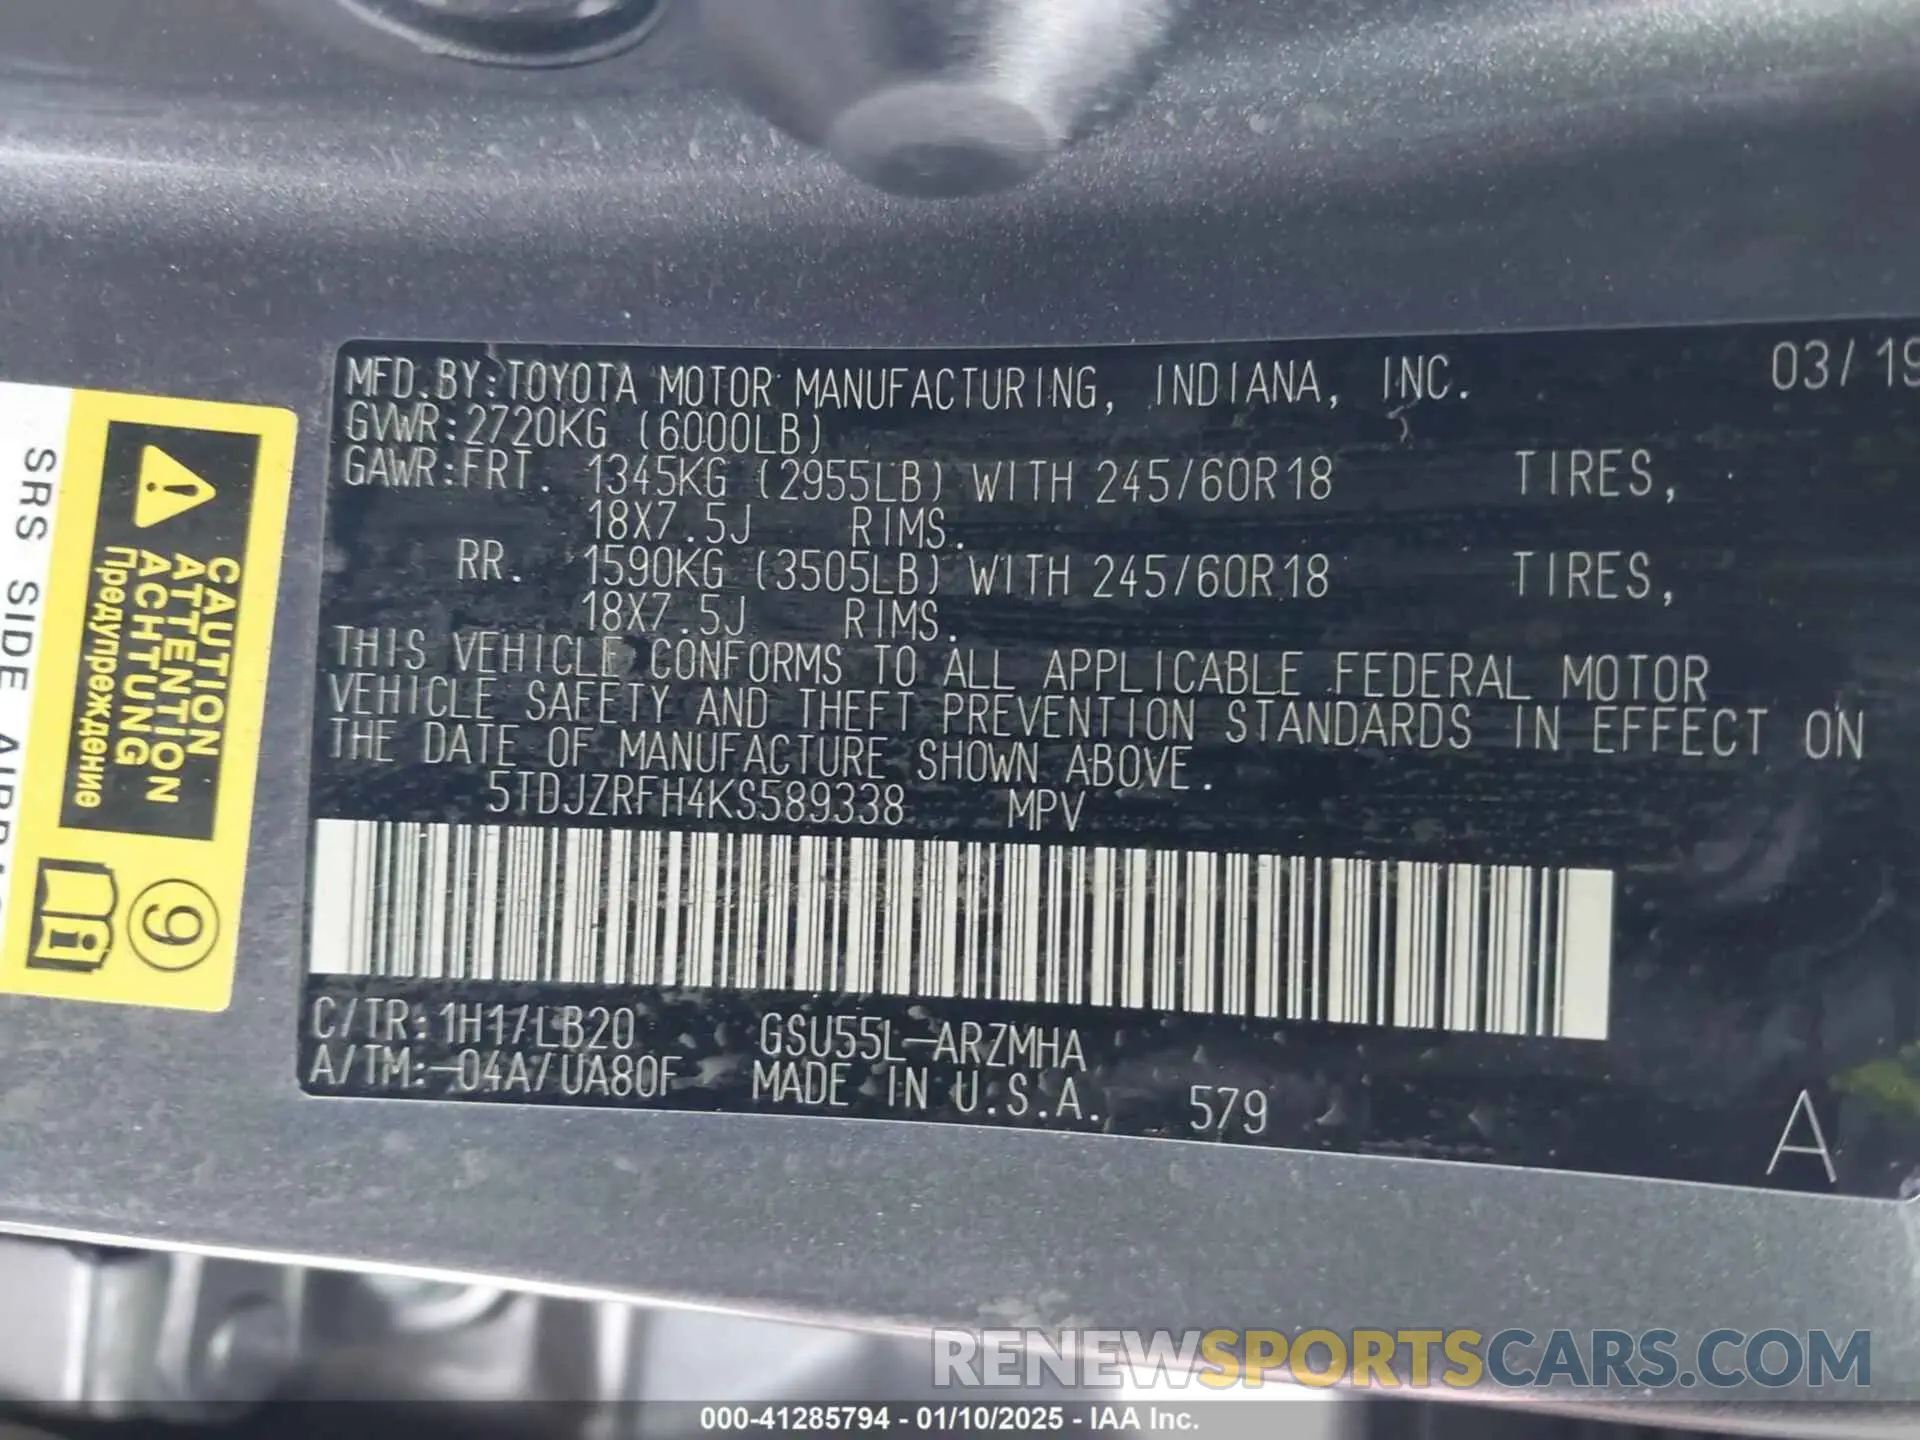 MFD.BY:TOYOTA MOTOR MANUFACTURING, INDIANA, INC. 03/19
GVWR:2720KG (6000LB)
GAWR:FRT. 1345KG (2955LB) WITH 245/60R18 TIRES,
18X7.5J RIMS.
RR. 1590KG (3505LB) WITH 245/60R18 TIRES,
18X7.5J RIMS.
THIS VEHICLE CONFORMS TO ALL APPLICABLE FEDERAL MOTOR
VEHICLE SAFETY AND THEFT PREVENTION STANDARDS IN EFFECT ON
THE DATE OF MANUFACTURE SHOWN ABOVE.
5TDJZRFH4KS589338 MPV
C/TR:1H1/LB20 GSU55L-ARZMHA
A/TM:-04A/UA80F MADE IN U.S.A. 579
A
CAUTION
ATTENTION
ACHTUNG
Предупреждение
9
SRS SIDE
RENEWSPORTSCARS.COM
000-41285794 - 01/10/2025 - IAA Inc.